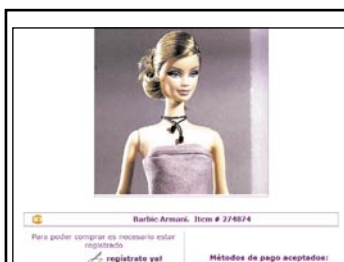 Barbie Armani. Item # 274874
Para poder comprar es necesario estar
registrado
registrate ya!
Métodos de pago aceptados: